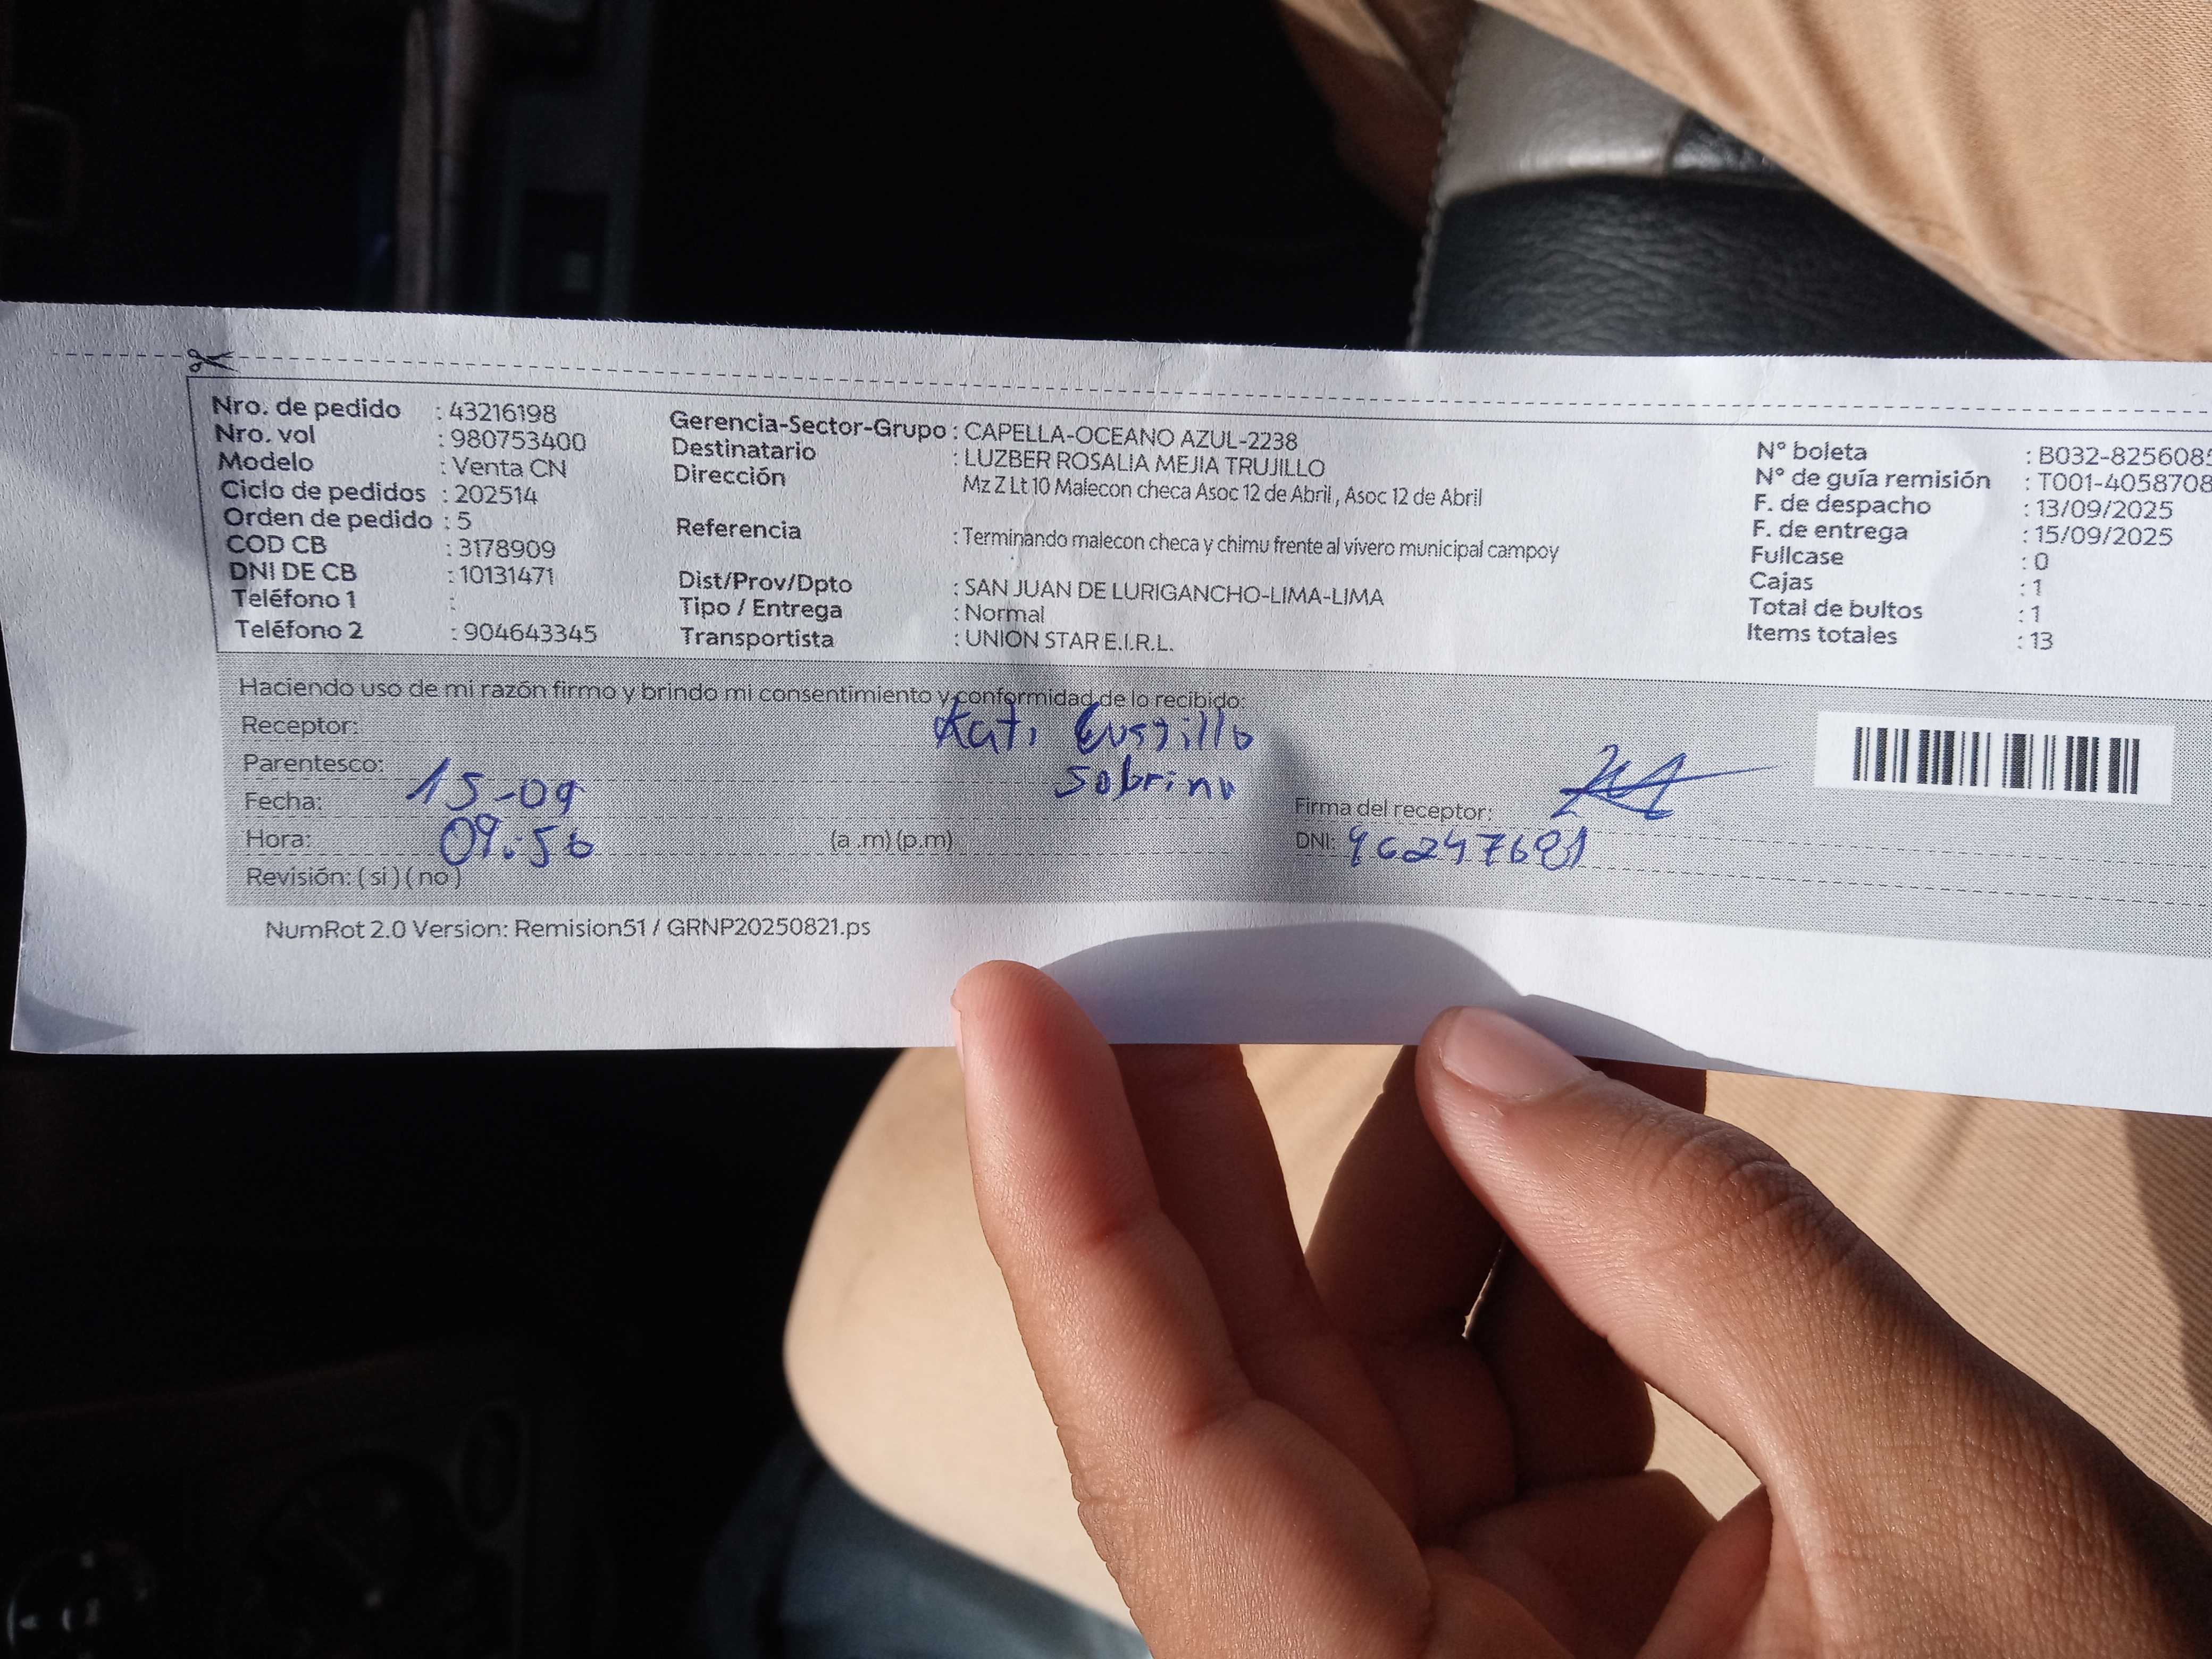 Nro. de pedido : 43216198
Nro. vol : 980753400
Modelo : Venta CN
Ciclo de pedidos : 202514
Orden de pedido : 5
COD CB : 3178909
DNI DE CB : 10131471
Teléfono 1 :
Teléfono 2 : 904643345
Gerencia-Sector-Grupo : CAPELLA-OCEANO AZUL-2238
Destinatario : LUZBER ROSALIA MEJIA TRUJILLO
Dirección Mz Z Lt 10 Malecon checa Asoc 12 de Abril , Asoc 12 de Abril
Referencia : Terminando malecon checa y chimu frente al vivero municipal campoy
Dist/Prov/Dpto : SAN JUAN DE LURIGANCHO-LIMA-LIMA
Tipo / Entrega : Normal
Transportista : UNION STAR E.I.R.L.
N° boleta : B032-8256085
N° de guía remisión : T001-4058708
F. de despacho : 13/09/2025
F. de entrega : 15/09/2025
Fullcase : 0
Cajas : 1
Total de bultos : 1
Items totales : 13
Haciendo uso de mi razón firmo y brindo mi consentimiento y conformidad de lo recibido:
Receptor: Kati
Parentesco: Sobrina
Fecha: 15-09
Hora: 09:56 (a .m) (p.m)
Revisión: ( si ) ( no )
Firma del receptor:
DNI:
NumRot 2.0 Version: Remision51 / GRNP20250821.ps